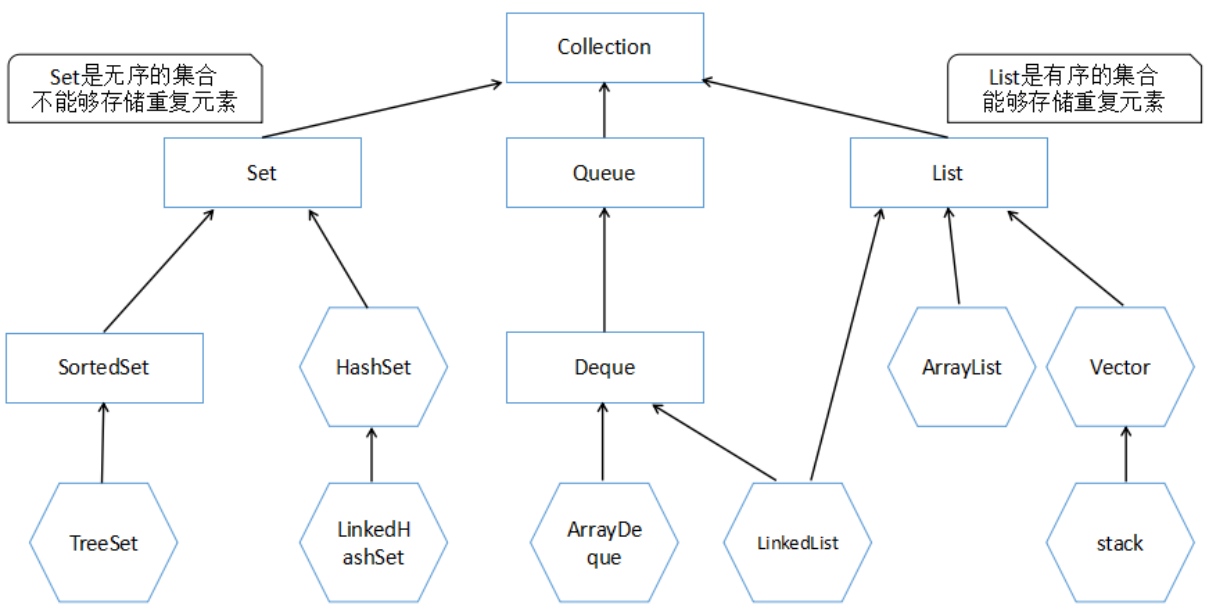 Collection
Set是无序的集合
不能够存储重复元素
List是有序的集合
能够存储重复元素
Set
Queue
List
SortedSet
HashSet
Deque
ArrayList
Vector
TreeSet
LinkedH
ashSet
ArrayDe
que
LinkedList
stack